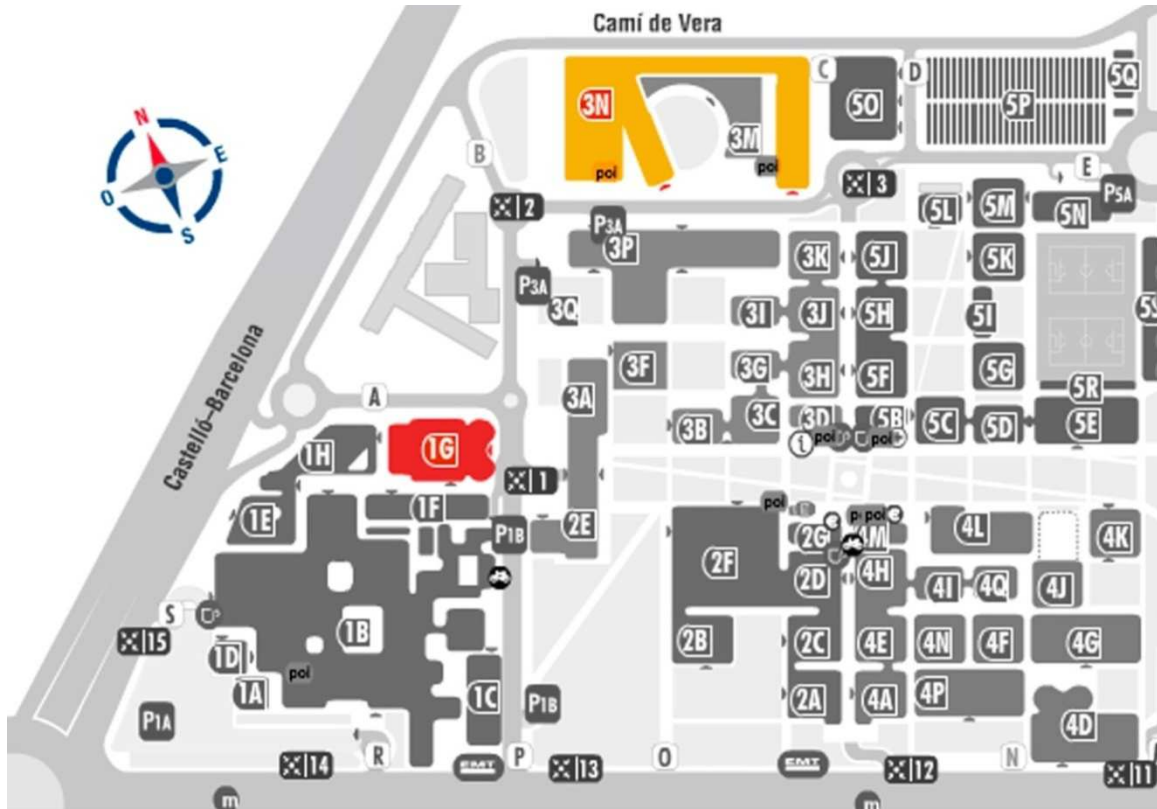 Camí de Vera
N
E
O
S
B
C
D
E
3N
3M
5O
5P
5Q
poi
poi
2
3
P3A
3P
5L
5M
5N
P5A
P3A
3Q
3K
5J
5K
3I
3J
5H
5I
5S
3F
3G
3H
5F
5G
5R
Castelló–Barcelona
A
3A
3B
3C
3D
5B
5C
5D
5E
i
poi
poi
1H
1G
1
1E
1F
P1B
2E
poi
2G
poi
4M
4L
4K
2F
2D
4H
4I
4Q
4J
S
15
1D
1B
1A
poi
1C
2B
2C
4E
4N
4F
4G
P1A
P1B
2A
4A
4P
4D
14
R
EMT
P
13
O
EMT
12
N
11
m
m